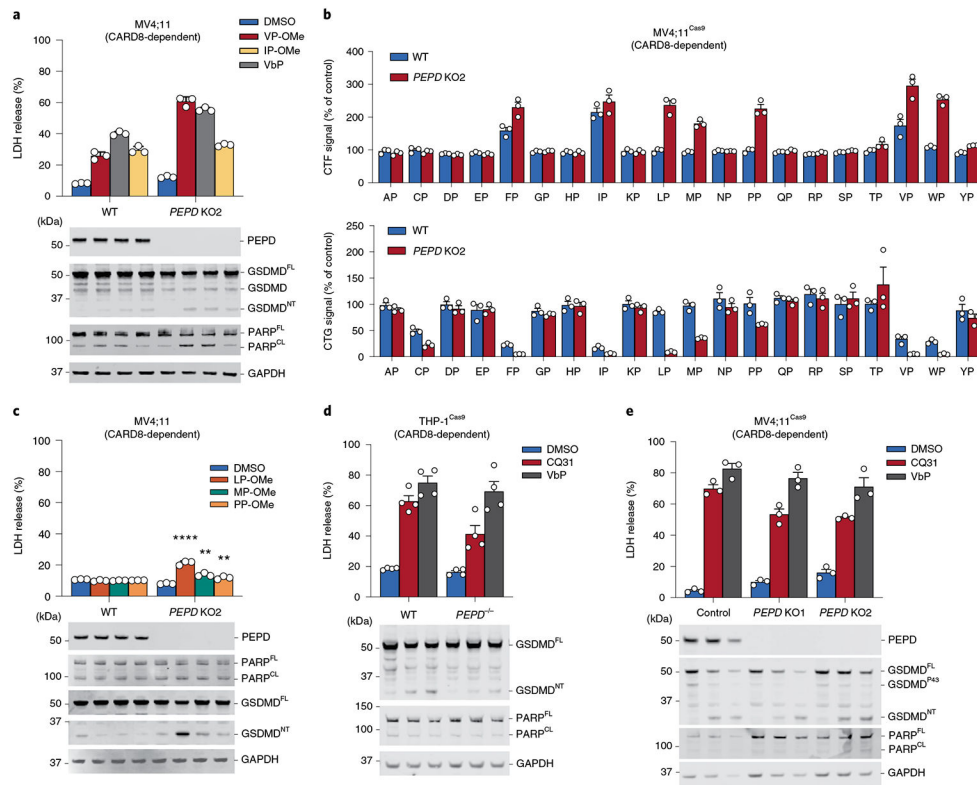 a
MV4;11
(CARD8-dependent)
DMSO
VP-OMe
IP-OMe
VbP
LDH release (%)
100
80
60
40
20
0
WT
PEPD KO2
(kDa)
50
PEPD
50
37
GSDMD^FL
GSDMD
GSDMD^NT
100
PARP^FL
PARP^CL
37
GAPDH
b
MV4;11^Cas9
(CARD8-dependent)
WT
PEPD KO2
CTF signal (% of control)
400
300
200
100
0
AP CP DP EP FP GP HP IP KP LP MP NP PP QP RP SP TP VP WP YP
WT
PEPD KO2
CTG signal (% of control)
250
200
150
100
50
0
AP CP DP EP FP GP HP IP KP LP MP NP PP QP RP SP TP VP WP YP
c
MV4;11
(CARD8-dependent)
DMSO
LP-OMe
MP-OMe
PP-OMe
LDH release (%)
100
80
60
40
20
0
****
**
**
WT
PEPD KO2
(kDa)
50
PEPD
100
PARP^FL
PARP^CL
50
GSDMD^FL
GSDMD^NT
37
GAPDH
d
THP-1^Cas9
(CARD8-dependent)
DMSO
CQ31
VbP
LDH release (%)
100
80
60
40
20
0
WT
PEPD^–/–
(kDa)
50
37
GSDMD^FL
GSDMD^NT
150
100
PARP^FL
PARP^CL
37
GAPDH
e
MV4;11^Cas9
(CARD8-dependent)
DMSO
CQ31
VbP
LDH release (%)
100
80
60
40
20
0
Control
PEPD KO1
PEPD KO2
(kDa)
50
PEPD
50
37
GSDMD^FL
GSDMD^P43
GSDMD^NT
100
PARP^FL
PARP^CL
37
GAPDH